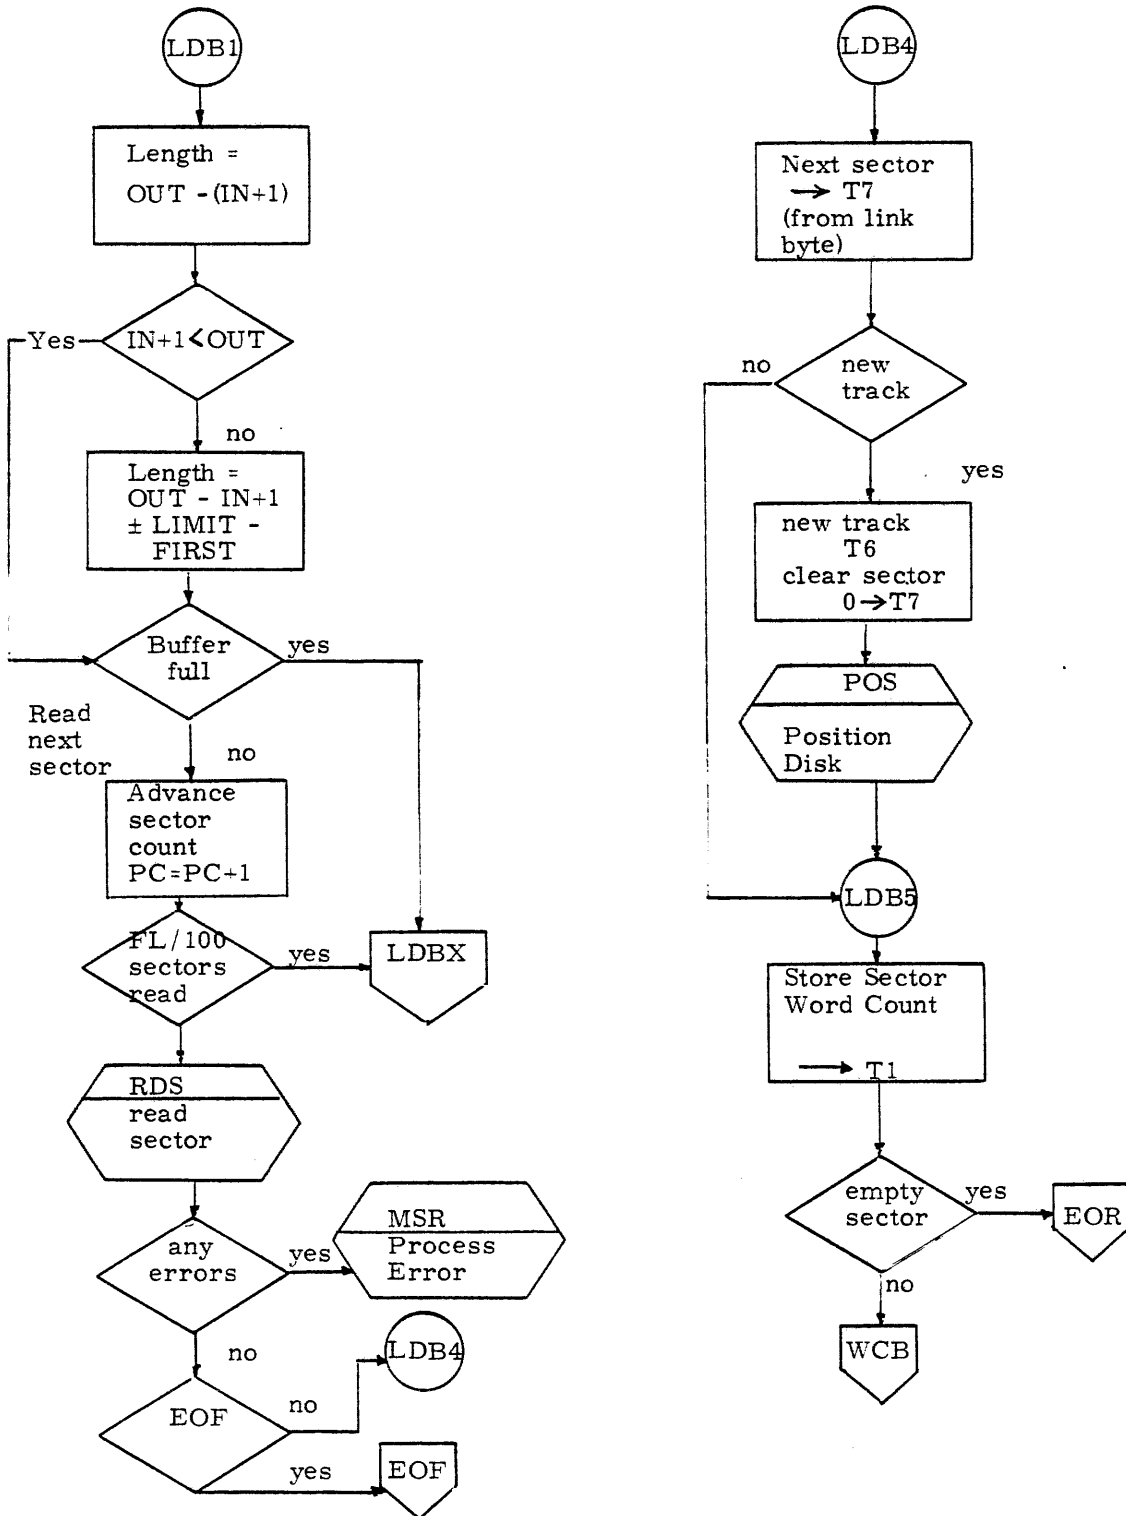 LDB1
Length =
OUT - (IN+1)
Yes
IN+1<OUT
no
Length =
OUT - IN+1
± LIMIT -
FIRST
Buffer
full
yes
Read
next
sector
no
Advance
sector
count
PC=PC+1
FL/100
sectors
read
yes
LDBX
RDS
read
sector
any
errors
yes
MSR
Process
Error
no
LDB4
EOF
no
yes
EOF
LDB4
Next sector
→ T7
(from link
byte)
no
new
track
yes
new track
T6
clear sector
0→T7
POS
Position
Disk
LDB5
Store Sector
Word Count
→ T1
empty
sector
yes
EOR
no
WCB